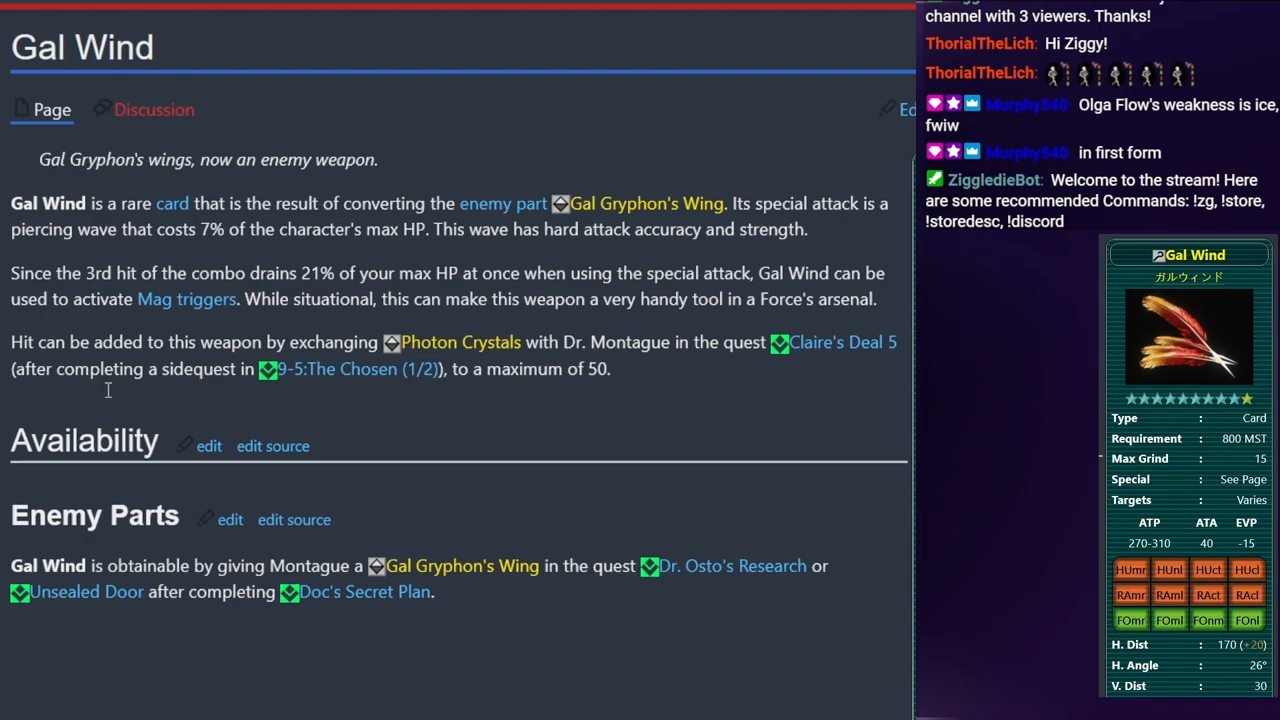 Gal Wind
Page
Discussion
Ed
Gal Gryphon's wings, now an enemy weapon.
Gal Wind is a rare card that is the result of converting the enemy part Gal Gryphon's Wing. Its special attack is a
piercing wave that costs 7% of the character's max HP. This wave has hard attack accuracy and strength.
Since the 3rd hit of the combo drains 21% of your max HP at once when using the special attack, Gal Wind can be
used to activate Mag triggers. While situational, this can make this weapon a very handy tool in a Force's arsenal.
Hit can be added to this weapon by exchanging Photon Crystals with Dr. Montague in the quest Claire's Deal 5
(after completing a sidequest in 9-5:The Chosen (1/2)), to a maximum of 50.
Availability edit edit source
Enemy Parts edit edit source
Gal Wind is obtainable by giving Montague a Gal Gryphon's Wing in the quest Dr. Osto's Research or
Unsealed Door after completing Doc's Secret Plan.
channel with 3 viewers. Thanks!
ThorialTheLich: Hi Ziggy!
ThorialTheLich:
Murphy540: Olga Flow's weakness is ice,
fwiw
Murphy540: in first form
ZiggledieBot: Welcome to the stream! Here
are some recommended Commands: !zg, !store,
!storedesc, !discord
Gal Wind
ガルウィンド
Type : Card
Requirement : 800 MST
Max Grind : 15
Special : See Page
Targets : Varies
ATP ATA EVP
270-310 40 -15
HUmr HUnl HUct HUcl
RAmr RAml RAct RAcl
FOmr FOml FOnm FOnl
H. Dist : 170 (+20)
H. Angle : 26°
V. Dist : 30